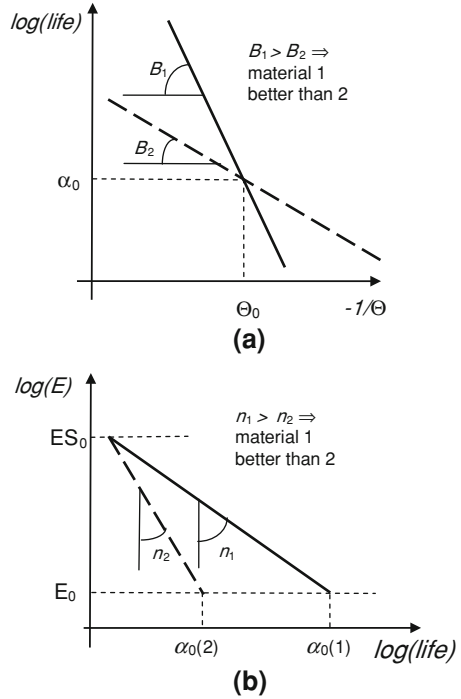 log(life)
B₁ > B₂ ⇒
material 1
better than 2
B₁
B₂
α₀
Θ₀
-1/Θ
(a)
log(E)
n₁ > n₂ ⇒
material 1
better than 2
ES₀
n₂
n₁
E₀
α₀(2)
α₀(1)
log(life)
(b)